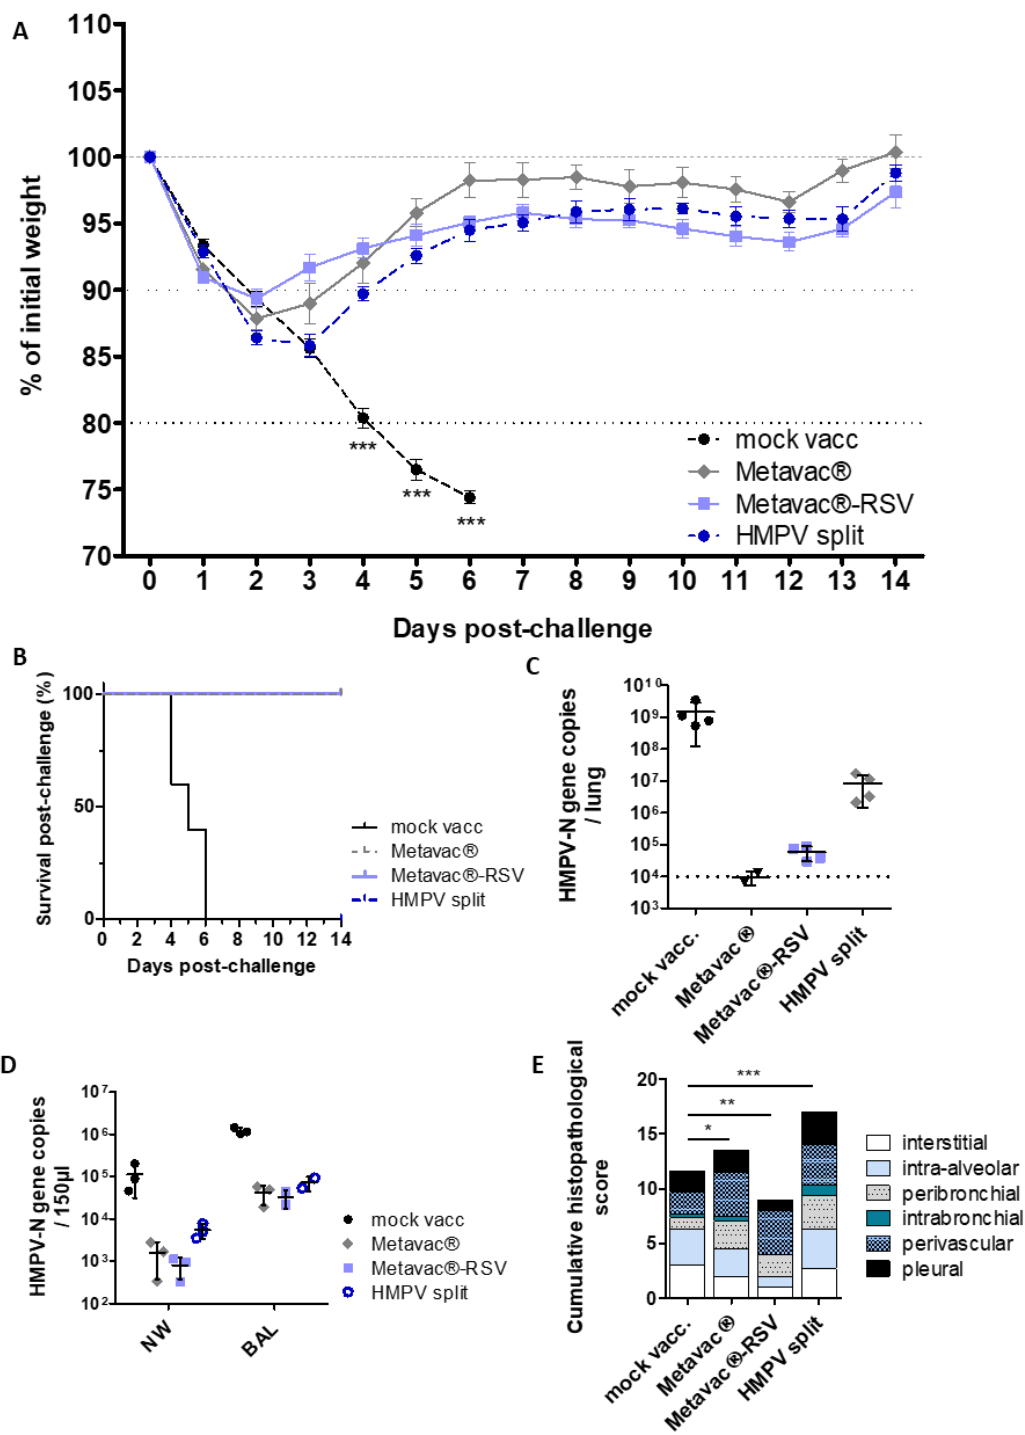 A
% of initial weight
110
105
100
95
90
85
80
75
70
***
***
***
mock vacc
Metavac®
Metavac®-RSV
HMPV split
0 1 2 3 4 5 6 7 8 9 10 11 12 13 14
Days post-challenge
B
Survival post-challenge (%)
100
50
0
0 2 4 6 8 10 12 14
Days post-challenge
mock vacc
Metavac®
Metavac®-RSV
HMPV split
C
HMPV-N gene copies
/ lung
10¹⁰
10⁹
10⁸
10⁷
10⁶
10⁵
10⁴
10³
mock vacc.
Metavac®
Metavac®-RSV
HMPV split
D
HMPV-N gene copies
/ 150µl
10⁷
10⁶
10⁵
10⁴
10³
10²
NW
BAL
mock vacc
Metavac®
Metavac®-RSV
HMPV split
E
Cumulative histopathological
score
20
15
10
5
0
***
**
*
mock vacc.
Metavac®
Metavac®-RSV
HMPV split
interstitial
intra-alveolar
peribronchial
intrabronchial
perivascular
pleural